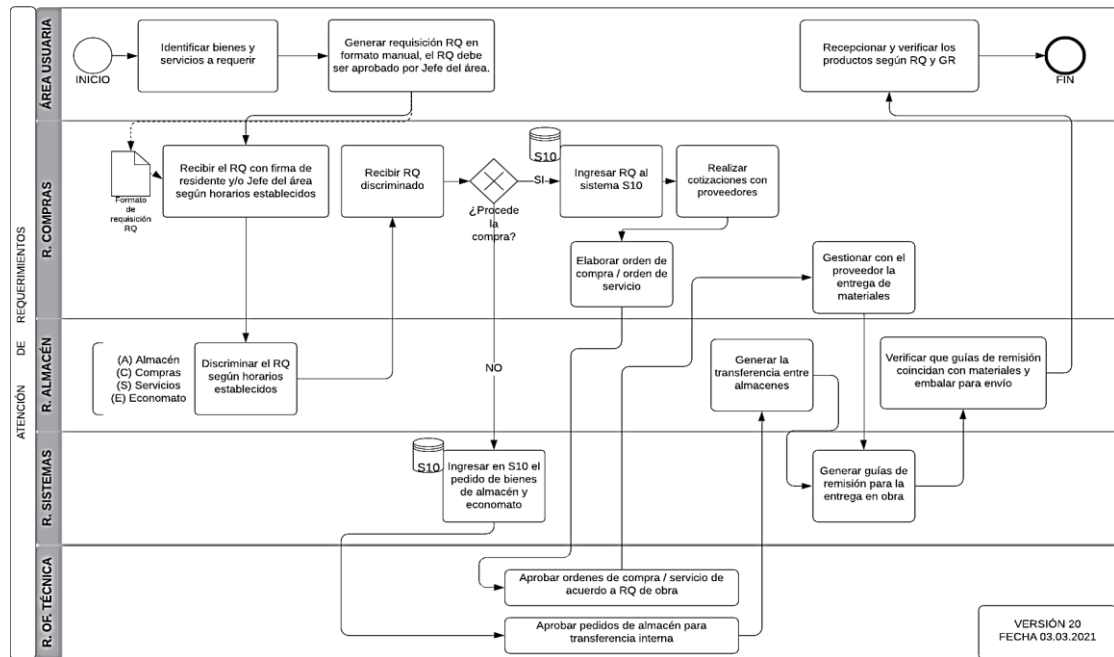 ATENCIÓN DE REQUERIMIENTOS
ÁREA USUARIA
INICIO
Identificar bienes y
servicios a requerir
Generar requisición RQ en
formato manual, el RQ debe
ser aprobado por Jefe del área.
Recepcionar y verificar los
productos según RQ y GR
FIN
R. COMPRAS
Formato de
requisición
RQ
Recibir el RQ con firma de
residente y/o Jefe del área
según horarios establecidos
Recibir RQ
discriminado
¿Procede
la
compra?
SI
S10
Ingresar RQ al
sistema S10
Realizar
cotizaciones con
proveedores
Elaborar orden de
compra / orden de
servicio
Gestionar con el
proveedor la
entrega de
materiales
R. ALMACÉN
(A) Almacén
(C) Compras
(S) Servicios
(E) Economato
Discriminar el RQ
según horarios
establecidos
NO
Generar la
transferencia entre
almacenes
Verificar que guías de remisión
coincidan con materiales y
embalar para envío
R. SISTEMAS
S10
Ingresar en S10 el
pedido de bienes
de almacén y
economato
Generar guías de
remisión para la
entrega en obra
R. OF. TÉCNICA
Aprobar ordenes de compra / servicio de
acuerdo a RQ de obra
Aprobar pedidos de almacén para
transferencia interna
VERSIÓN 20
FECHA 03.03.2021